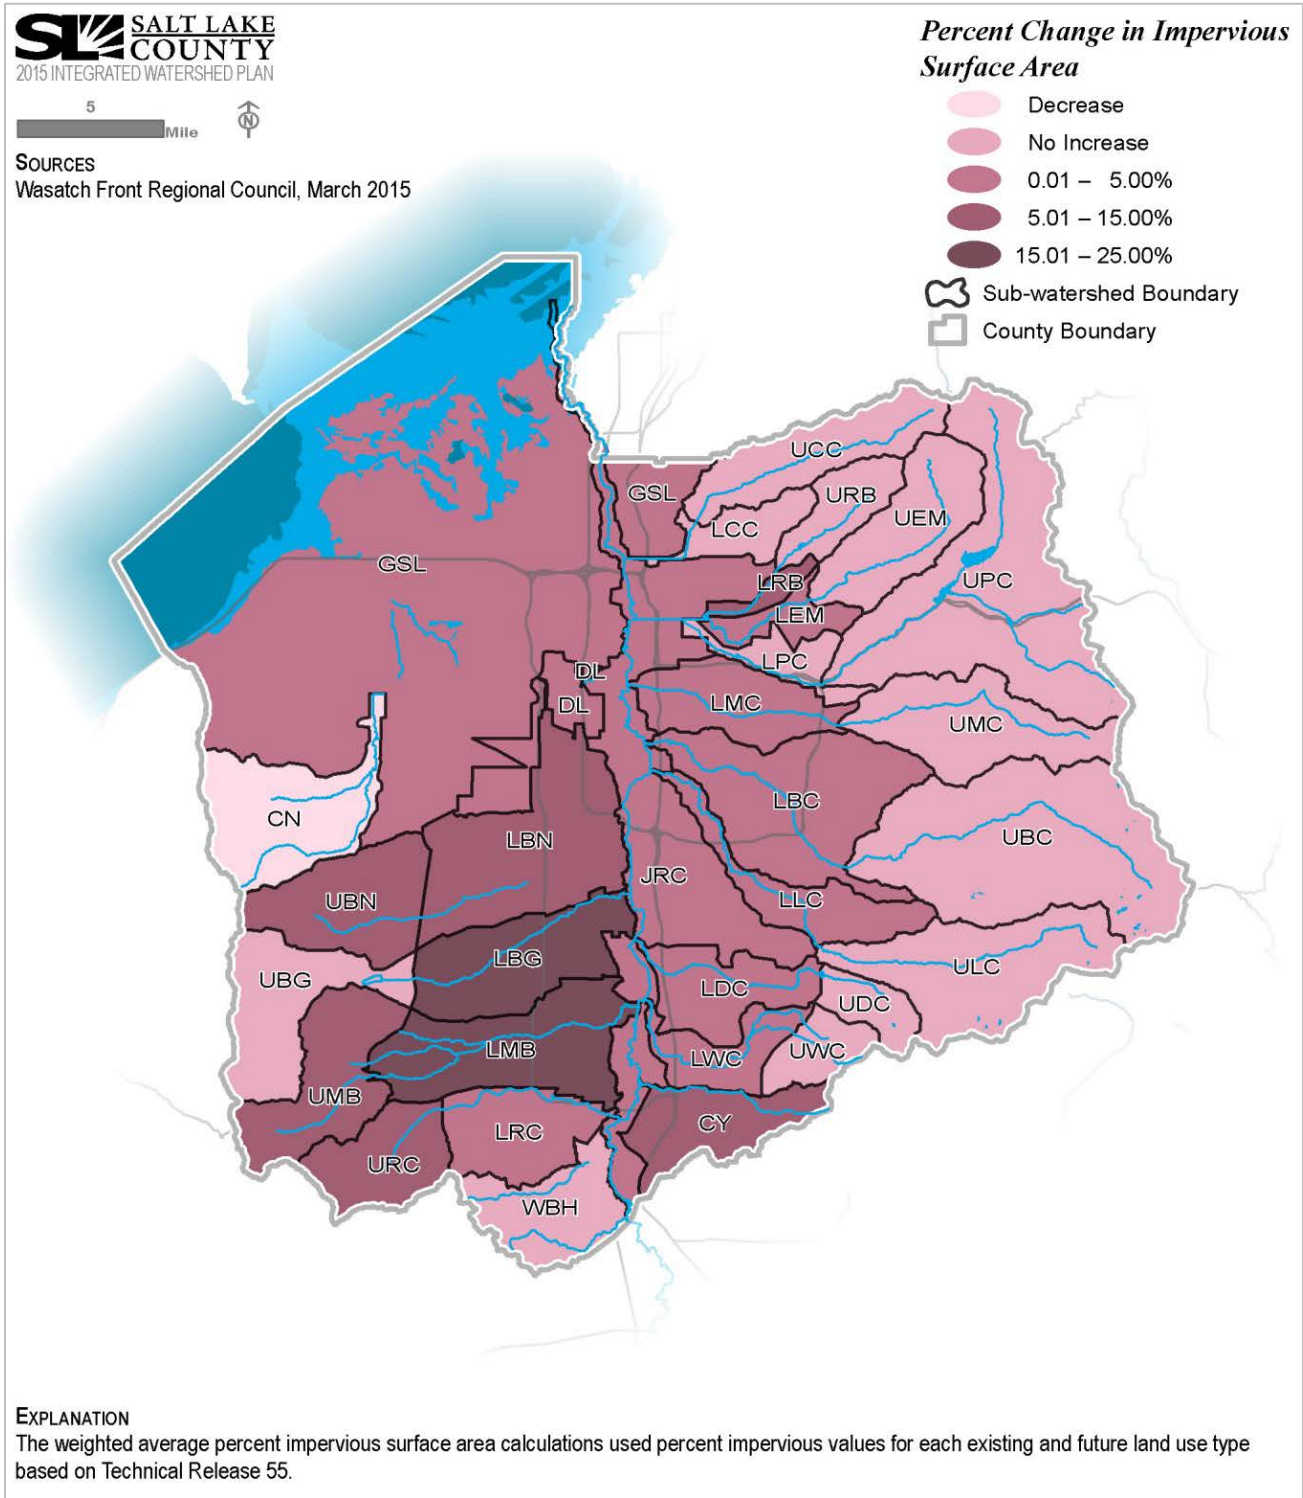 SL SALT LAKE
COUNTY
2015 INTEGRATED WATERSHED PLAN
5
Mile
N
SOURCES
Wasatch Front Regional Council, March 2015
Percent Change in Impervious
Surface Area
Decrease
No Increase
0.01 – 5.00%
5.01 – 15.00%
15.01 – 25.00%
Sub-watershed Boundary
County Boundary
UCC
GSL
URB
LCC
UEM
GSL
LRB
UPC
LEM
LPC
DL
DL
LMC
UMC
CN
LBC
LBN
UBC
JRC
UBN
LLC
LBG
UBG
ULC
LDC
UDC
LMB
LWC
UWC
UMB
CY
LRC
URC
WBH
EXPLANATION
The weighted average percent impervious surface area calculations used percent impervious values for each existing and future land use type
based on Technical Release 55.